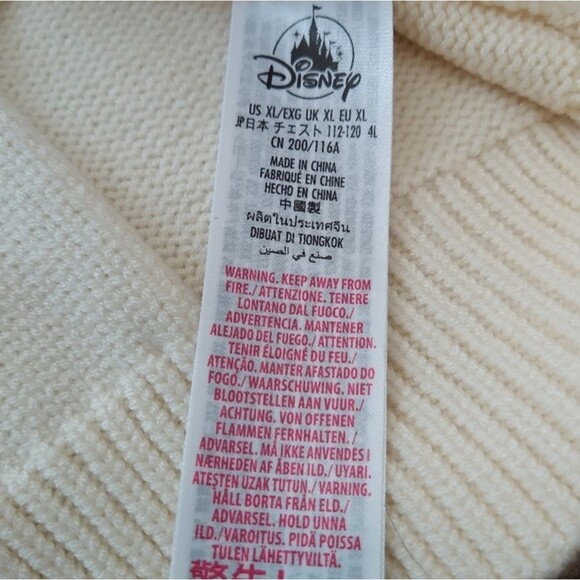 Disney
US XL/EXG UK XL EU XL
JP日本 チェスト 112-120 4L
CN 200/116A
MADE IN CHINA
FABRIQUÉ EN CHINE
HECHO EN CHINA
中國製
ผลิตในประเทศจีน
DIBUAT DI TIONGKOK
صنع في الصين
WARNING. KEEP AWAY FROM
FIRE./ ATTENZIONE. TENERE
LONTANO DAL FUOCO./
ADVERTENCIA. MANTENER
ALEJADO DEL FUEGO./ ATTENTION.
TENIR ÉLOIGNÉ DU FEU./
ATENÇÃO. MANTER AFASTADO DO
FOGO./ WAARSCHUWING. NIET
BLOOTSTELLEN AAN VUUR./
ACHTUNG. VON OFFENEN
FLAMMEN FERNHALTEN. /
ADVARSEL. MÅ IKKE ANVENDES I
NÆRHEDEN AF ÅBEN ILD./ UYARI.
ATEŞTEN UZAK TUTUN./ VARNING.
HÅLL BORTA FRÅN ELD./
ADVARSEL. HOLD UNNA
ILD./VAROITUS. PIDÄ POISSA
TULEN LÄHETTYVILTÄ.